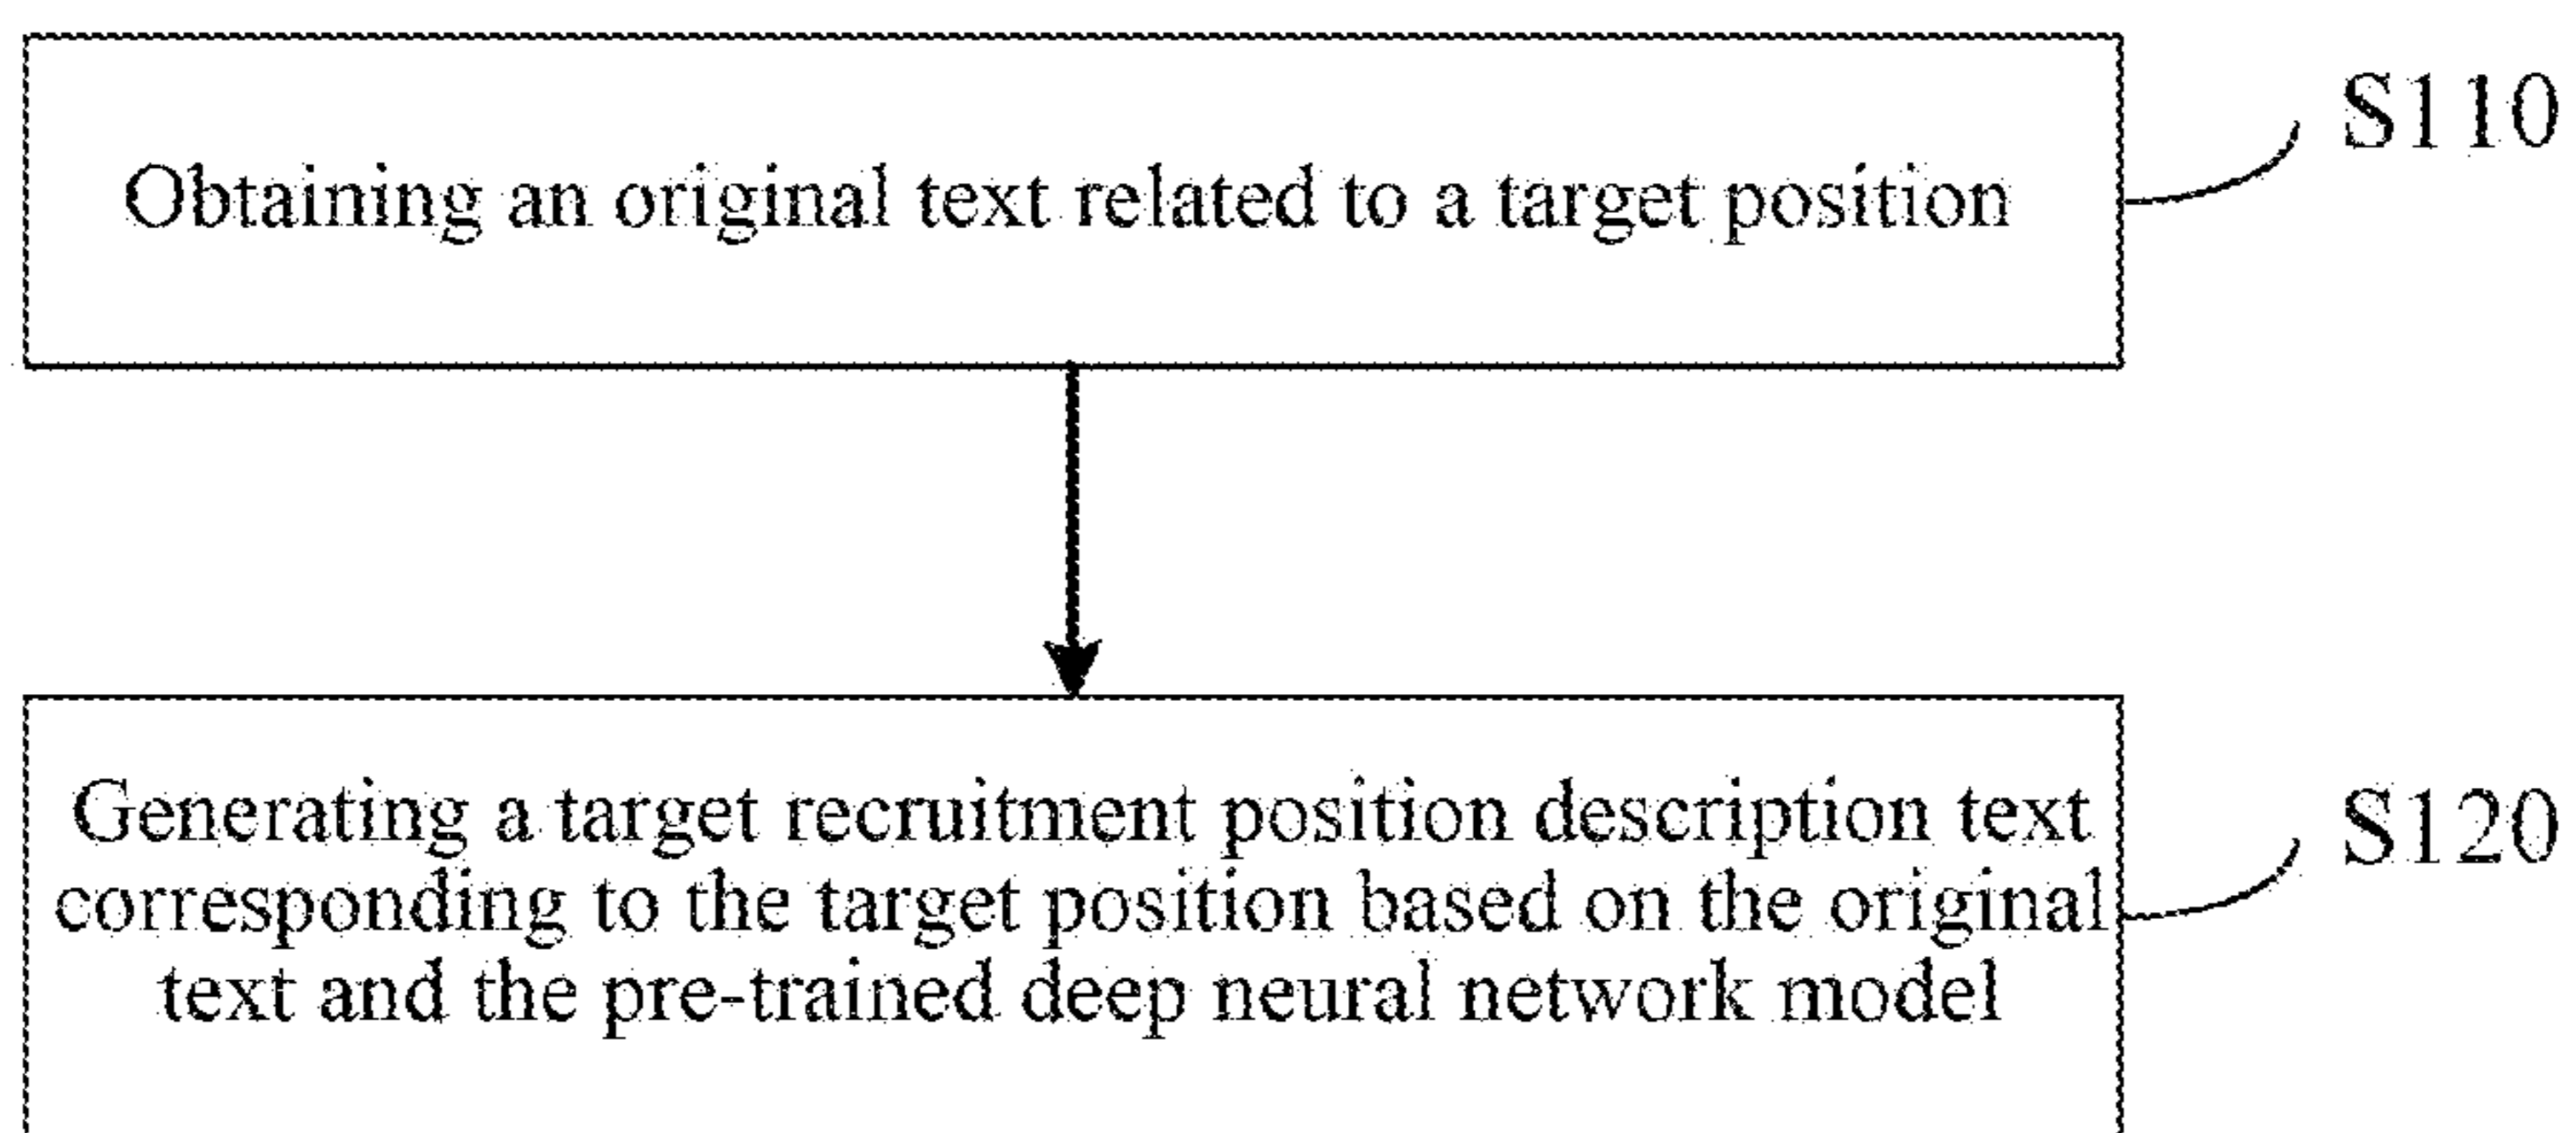 S110
Obtaining an original text related to a target position
Generating a target recruitment position description text
S120
corresponding to the target position based on the original
text and the pre-trained deep neural network model